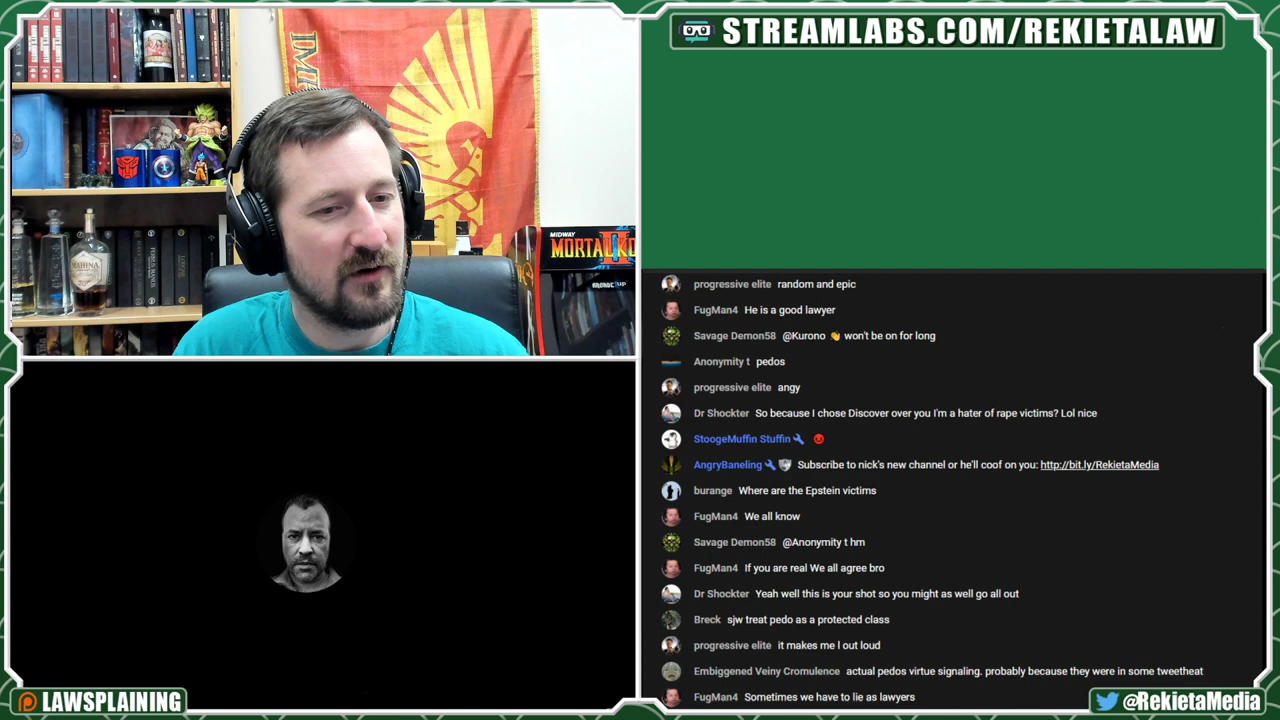 STREAMLABS.COM/REKIETALAW
MIDWAY
MORTAL KO
II
progressive elite random and epic
FugMan4 He is a good lawyer
Savage Demon58 @Kurono 👋 won't be on for long
Anonymity t pedos
progressive elite angy
Dr Shockter So because I chose Discover over you I'm a hater of rape victims? Lol nice
StoogeMuffin Stuffin
AngryBaneling Subscribe to nick's new channel or he'll coof on you: http://bit.ly/RekietaMedia
burange Where are the Epstein victims
FugMan4 We all know
Savage Demon58 @Anonymity t hm
FugMan4 If you are real We all agree bro
Dr Shockter Yeah well this is your shot so you might as well go all out
Breck sjw treat pedo as a protected class
progressive elite it makes me l out loud
Embiggened Veiny Cromulence actual pedos virtue signaling. probably because they were in some tweetheat
FugMan4 Sometimes we have to lie as lawyers
LAWSPLAINING
@RekietaMedia